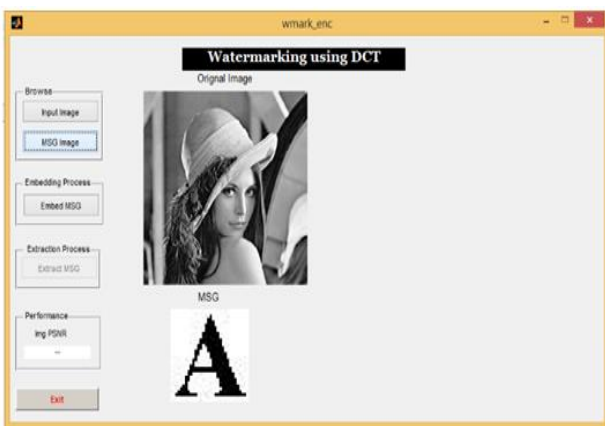 wmark_enc
Watermarking using DCT
Orignal Image
Browse
Input Image
MSG Image
Embedding Process
Embed MSG
Extraction Process
Extract MSG
MSG
A
Performance
Img PSNR
--
Exit